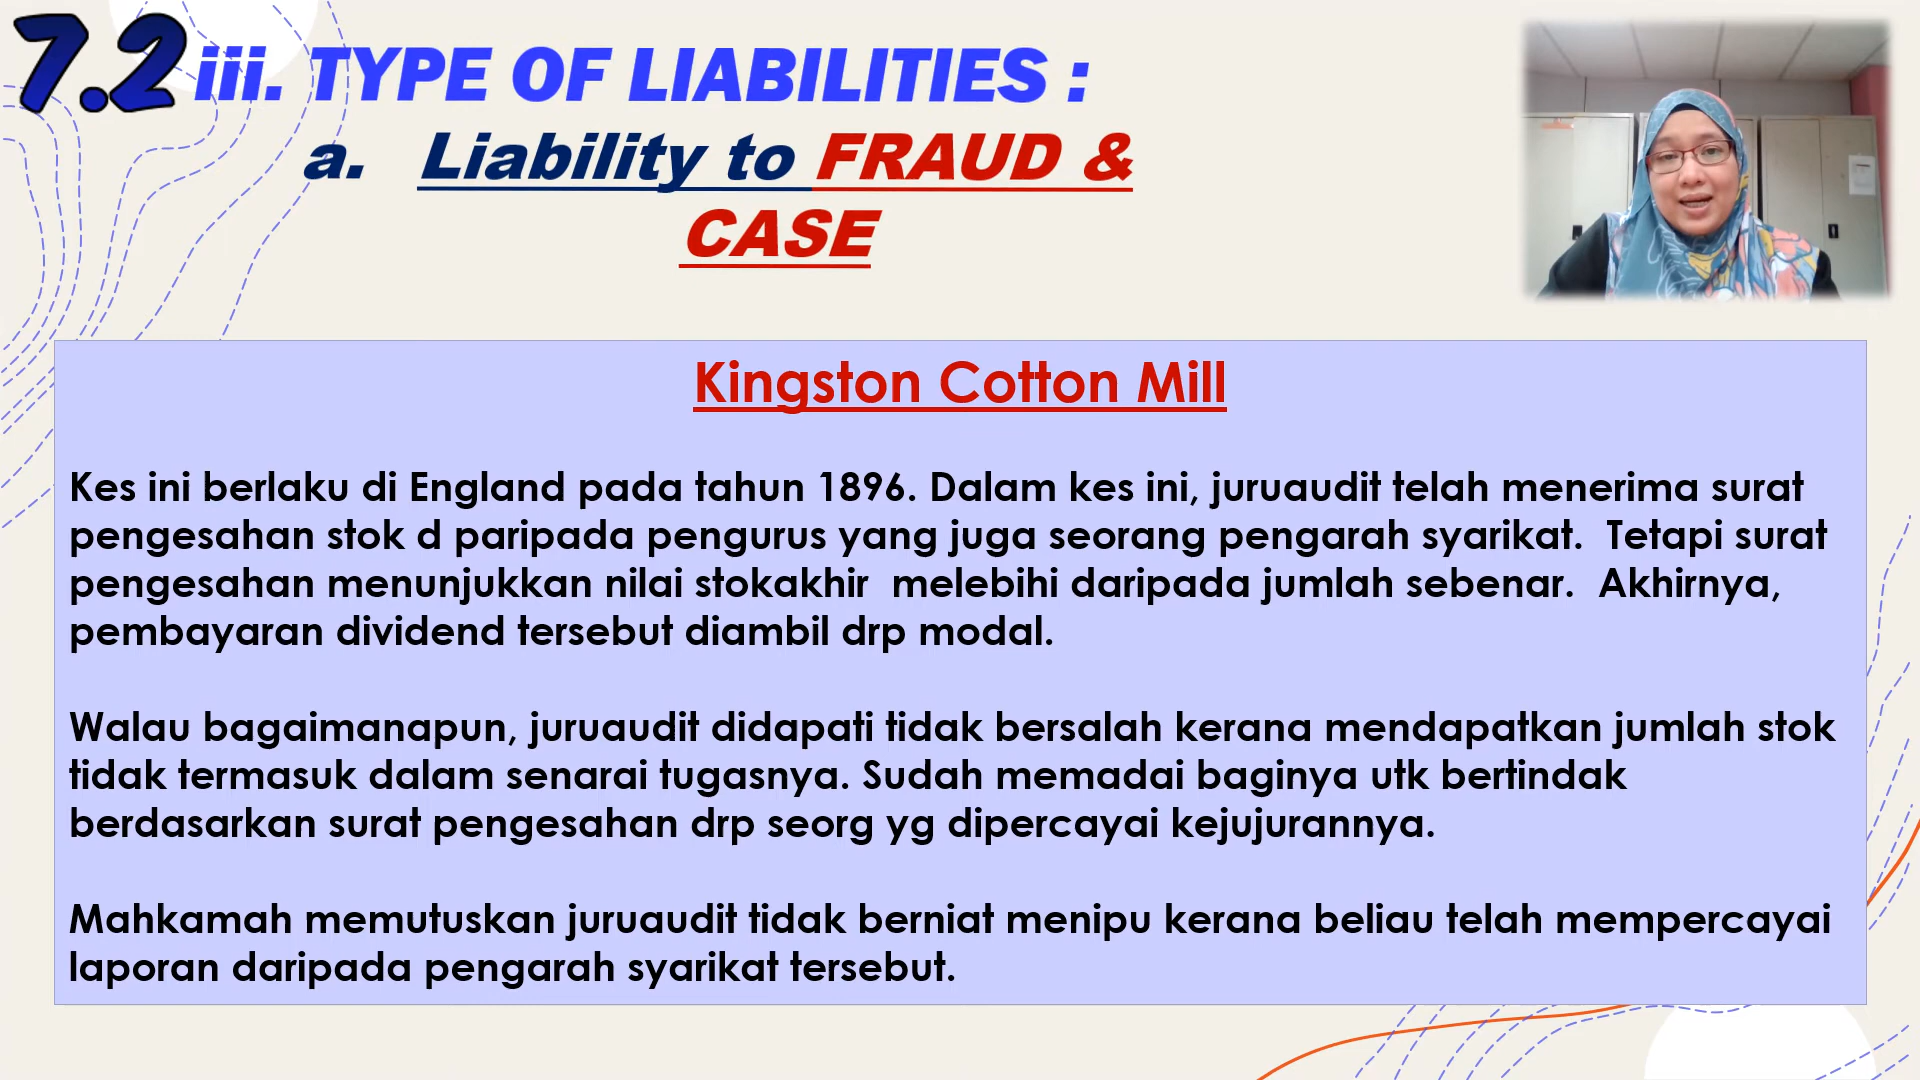 7.2 iii. TYPE OF LIABILITIES :
a. Liability to FRAUD &
CASE
Kingston Cotton Mill
Kes ini berlaku di England pada tahun 1896. Dalam kes ini, juruaudit telah menerima surat
pengesahan stok d paripada pengurus yang juga seorang pengarah syarikat. Tetapi surat
pengesahan menunjukkan nilai stokakhir melebihi daripada jumlah sebenar. Akhirnya,
pembayaran dividend tersebut diambil drp modal.
Walau bagaimanapun, juruaudit didapati tidak bersalah kerana mendapatkan jumlah stok
tidak termasuk dalam senarai tugasnya. Sudah memadai baginya utk bertindak
berdasarkan surat pengesahan drp seorg yg dipercayai kejujurannya.
Mahkamah memutuskan juruaudit tidak berniat menipu kerana beliau telah mempercayai
laporan daripada pengarah syarikat tersebut.